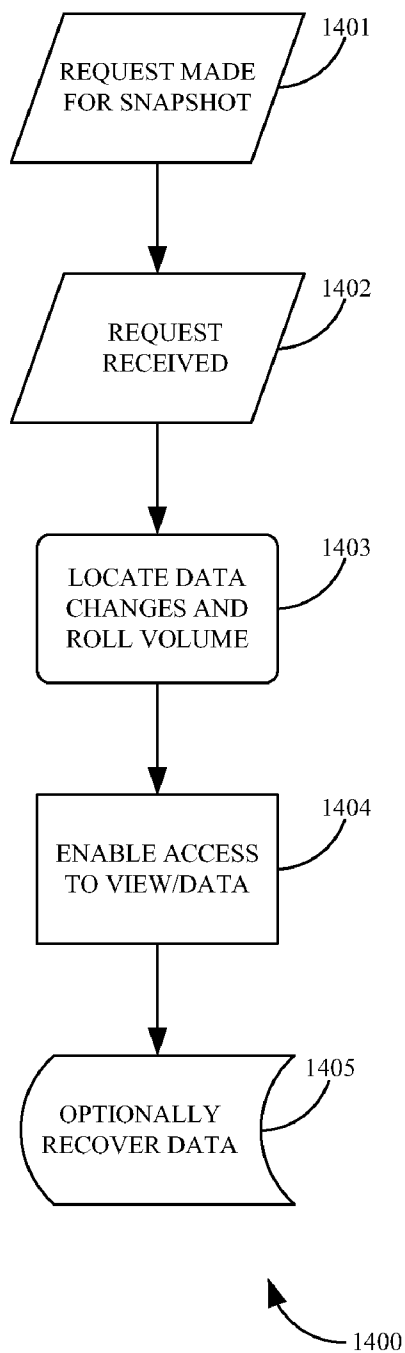 1401
REQUEST MADE
FOR SNAPSHOT
1402
REQUEST
RECEIVED
1403
LOCATE DATA
CHANGES AND
ROLL VOLUME
1404
ENABLE ACCESS
TO VIEW/DATA
1405
OPTIONALLY
RECOVER DATA
1400